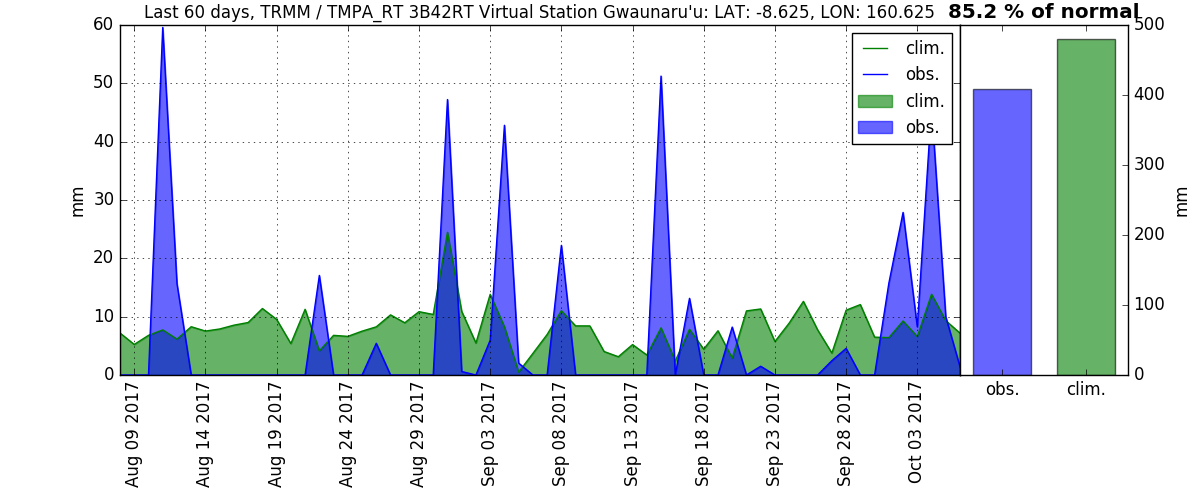 Last 60 days, TRMM / TMPA_RT 3B42RT Virtual Station Gwaunaru'u: LAT: -8.625, LON: 160.625
85.2 % of normal
60
50
40
30
20
10
0
mm
clim.
obs.
clim.
obs.
500
400
300
200
100
0
mm
obs.
clim.
Aug 09 2017
Aug 14 2017
Aug 19 2017
Aug 24 2017
Aug 29 2017
Sep 03 2017
Sep 08 2017
Sep 13 2017
Sep 18 2017
Sep 23 2017
Sep 28 2017
Oct 03 2017